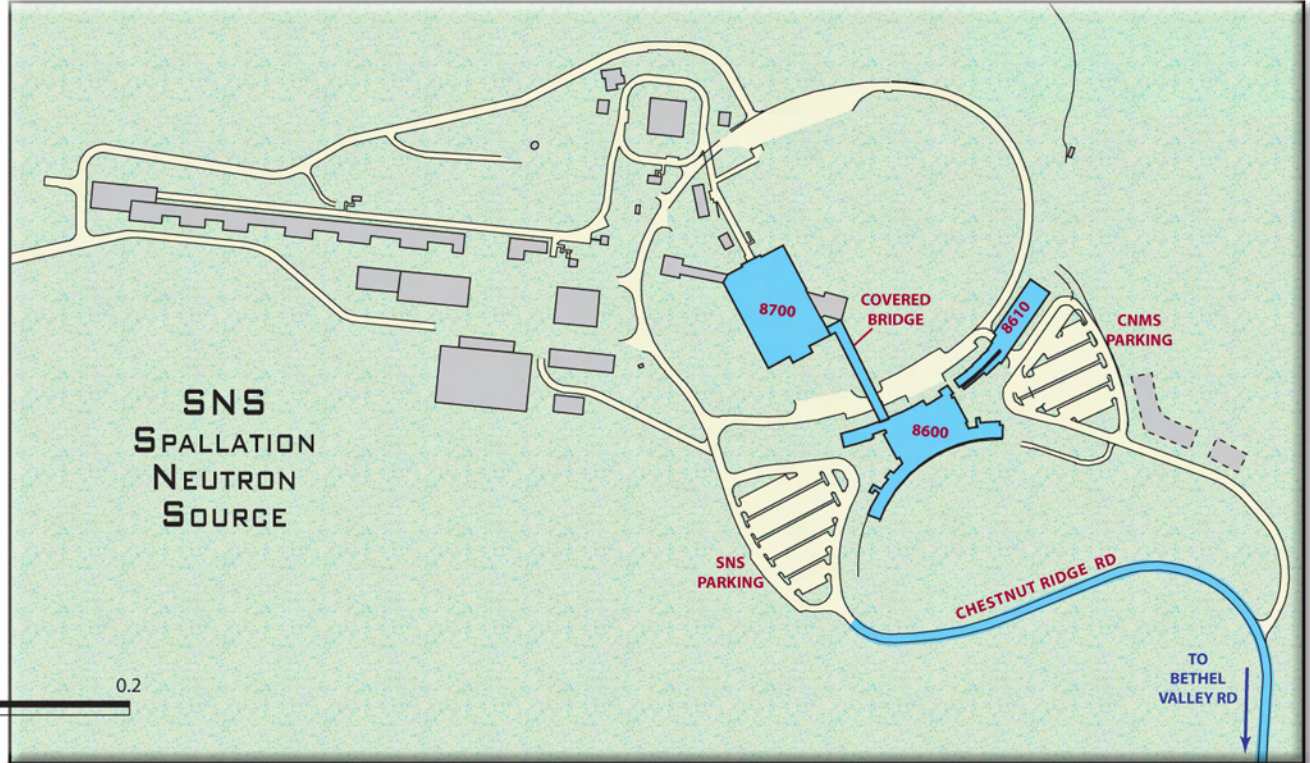 SNS
SPALLATION
NEUTRON
SOURCE
8700
COVERED
BRIDGE
8610
CNMS
PARKING
8600
SNS
PARKING
CHESTNUT RIDGE RD
TO
BETHEL
VALLEY RD
0.2